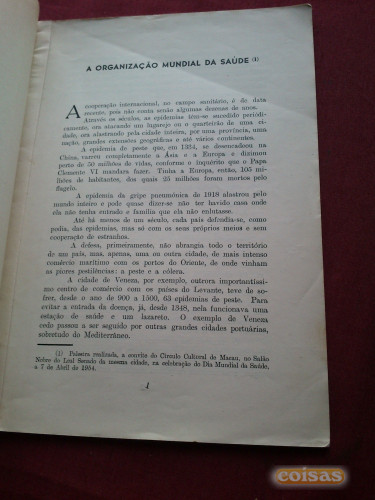 A ORGANIZAÇÃO MUNDIAL DA SAÚDE (1)
A cooperação internacional, no campo sanitário, é de data
recente, pois não conta senão algumas dezenas de anos.
Através os séculos, as epidemias têm-se sucedido periòdi-
camente, ora atacando um lugarejo ou o quarteirão de uma ci-
dade, ora alastrando pela cidade inteira, por uma província, uma
nação, grandes extensões geográficas e até vários continentes.
A epidemia de peste que, em 1334, se desencadeou na
China, varreu completamente a Ásia e a Europa e dizimou
perto de 50 milhões de vidas, conforme o inquérito que o Papa
Clemente VI mandara fazer. Tinha a Europa, então, 105 mi-
lhões de habitantes, dos quais 25 milhões foram mortos pelo
flagelo.
A epidemia da gripe pneumónica de 1918 alastrou pelo
mundo inteiro e pode quase dizer-se não ter havido casa onde
ela não tenha entrado e família que ela não enlutasse.
Até há menos de um século, cada país defendia-se, como
podia, das epidemias, mas só com os seus próprios meios e sem
cooperação de estranhos.
A defesa, primeiramente, não abrangia todo o território
de um país, mas, apenas, uma ou outra cidade, de mais intenso
comércio marítimo com os portos do Oriente, de onde vinham
as piores pestilências: a peste e a cólera.
A cidade de Veneza, por exemplo, outrora importantíssi-
mo centro de comércio com os países do Levante, teve de so-
frer, desde o ano de 900 a 1500, 63 epidemias de peste. Para
evitar a entrada da doença, já, desde 1348, nela funcionava uma
estação de saúde e um lazareto. O exemplo de Veneza
cedo passou a ser seguido por outras grandes cidades portuárias,
sobretudo do Mediterrâneo.
(1) Palestra realizada, a convite do Círculo Cultural de Macau, no Salão
Nobre do Leal Senado da mesma cidade, na celebração do Dia Mundial da Saúde,
a 7 de Abril de 1954.
1
coisas